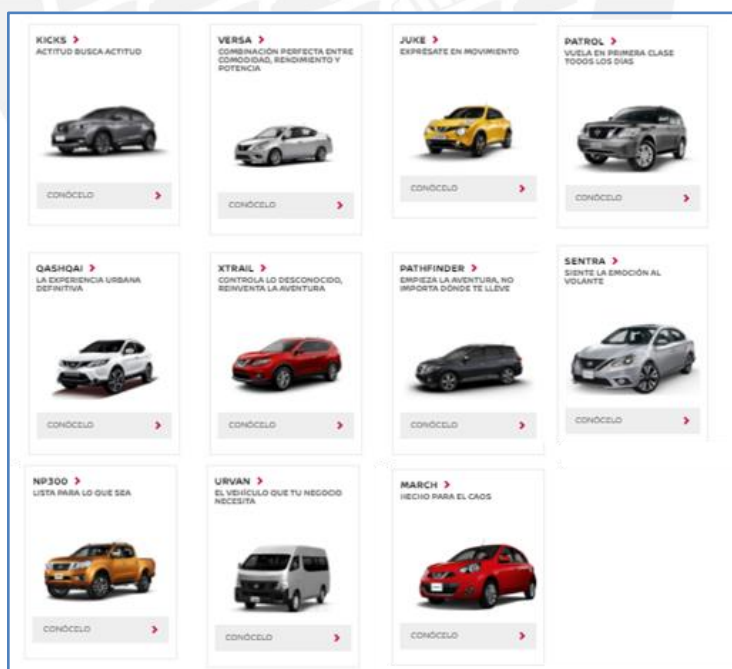 KICKS >
ACTITUD BUSCA ACTITUD
CONÓCELO >
VERSA >
COMBINACIÓN PERFECTA ENTRE
COMODIDAD, RENDIMIENTO Y
POTENCIA
CONÓCELO >
JUKE >
EXPRÉSATE EN MOVIMIENTO
CONÓCELO >
PATROL >
VUELA EN PRIMERA CLASE
TODOS LOS DÍAS
CONÓCELO >
QASHQAI >
LA EXPERIENCIA URBANA
DEFINITIVA
CONÓCELO >
XTRAIL >
CONTROLA LO DESCONOCIDO,
REINVENTA LA AVENTURA
CONÓCELO >
PATHFINDER >
EMPIEZA LA AVENTURA, NO
IMPORTA DÓNDE TE LLEVE
CONÓCELO >
SENTRA >
SIENTE LA EMOCIÓN AL
VOLANTE
CONÓCELO >
NP300 >
LISTA PARA LO QUE SEA
CONÓCELO >
URVAN >
EL VEHÍCULO QUE TU NEGOCIO
NECESITA
CONÓCELO >
MARCH >
HECHO PARA EL CAOS
CONÓCELO >